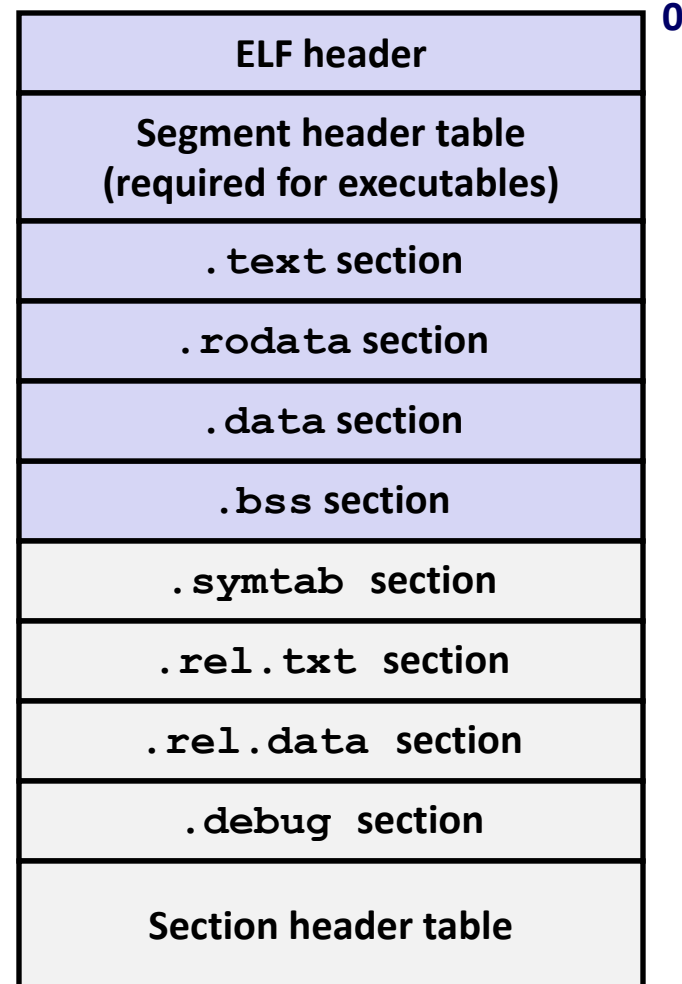 0
ELF header
Segment header table
(required for executables)
.text section
.rodata section
.data section
.bss section
.symtab section
.rel.txt section
.rel.data section
.debug section
Section header table